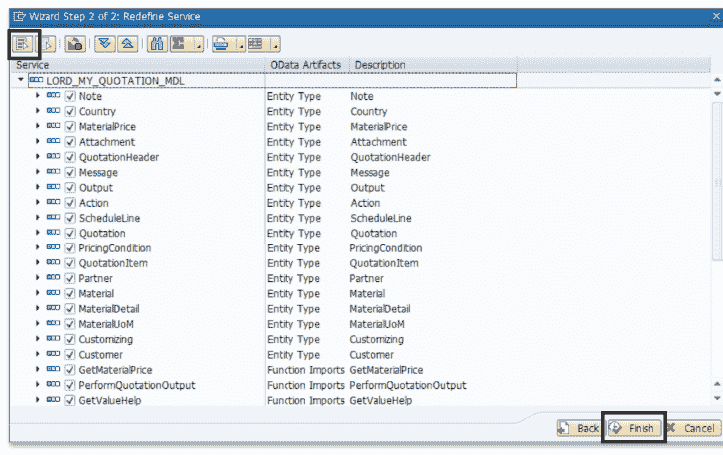 Wizard Step 2 of 2: Redefine Service
Service OData Artifacts Description
LORD_MY_QUOTATION_MDL
Note Entity Type Note
Country Entity Type Country
MaterialPrice Entity Type MaterialPrice
Attachment Entity Type Attachment
QuotationHeader Entity Type QuotationHeader
Message Entity Type Message
Output Entity Type Output
Action Entity Type Action
ScheduleLine Entity Type ScheduleLine
Quotation Entity Type Quotation
PricingCondition Entity Type PricingCondition
QuotationItem Entity Type QuotationItem
Partner Entity Type Partner
Material Entity Type Material
MaterialDetail Entity Type MaterialDetail
MaterialUoM Entity Type MaterialUoM
Customizing Entity Type Customizing
Customer Entity Type Customer
GetMaterialPrice Function Imports GetMaterialPrice
PerformQuotationOutput Function Imports PerformQuotationOutput
GetValueHelp Function Imports GetValueHelp
Back Finish Cancel